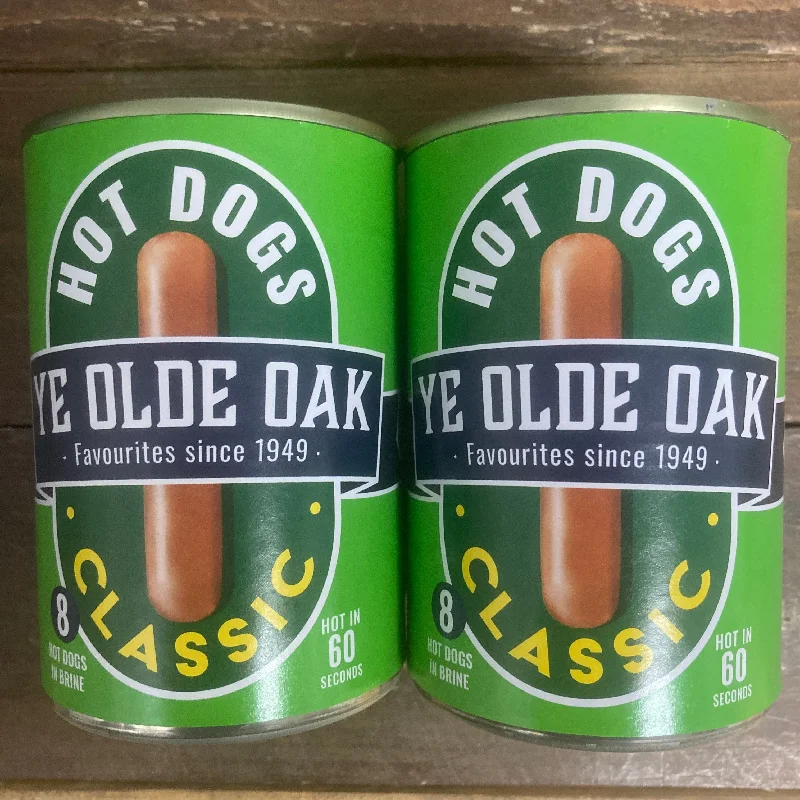 HOT DOGS
YE OLDE OAK
· Favourites since 1949 ·
· CLASSIC ·
8
HOT DOGS
IN BRINE
HOT IN
60
SECONDS
HOT DOGS
YE OLDE OAK
· Favourites since 1949 ·
· CLASSIC ·
8
HOT DOGS
IN BRINE
HOT IN
60
SECONDS